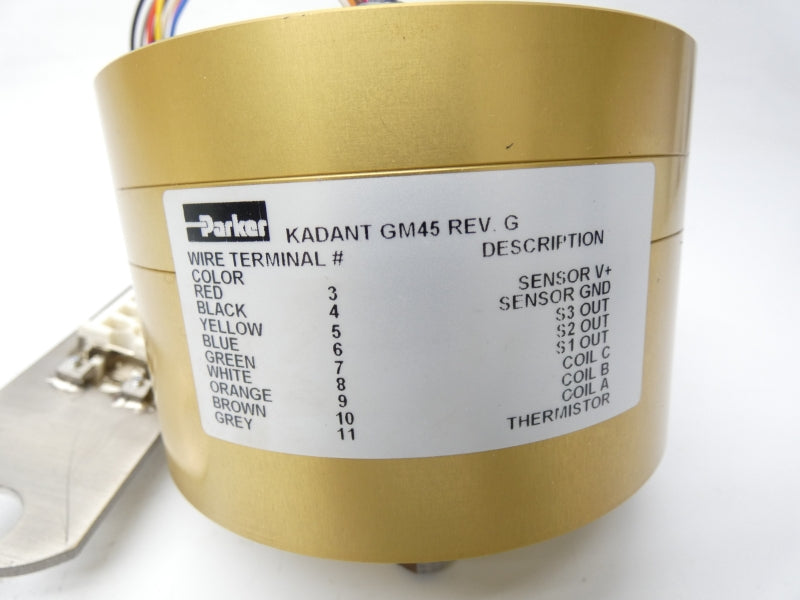 Parker KADANT GM45 REV. G
WIRE TERMINAL # DESCRIPTION
COLOR
RED 3 SENSOR V+
BLACK 4 SENSOR GND
YELLOW 5 S3 OUT
BLUE 6 S2 OUT
GREEN 7 S1 OUT
WHITE 8 COIL C
ORANGE 9 COIL B
BROWN 10 COIL A
GREY 11 THERMISTOR